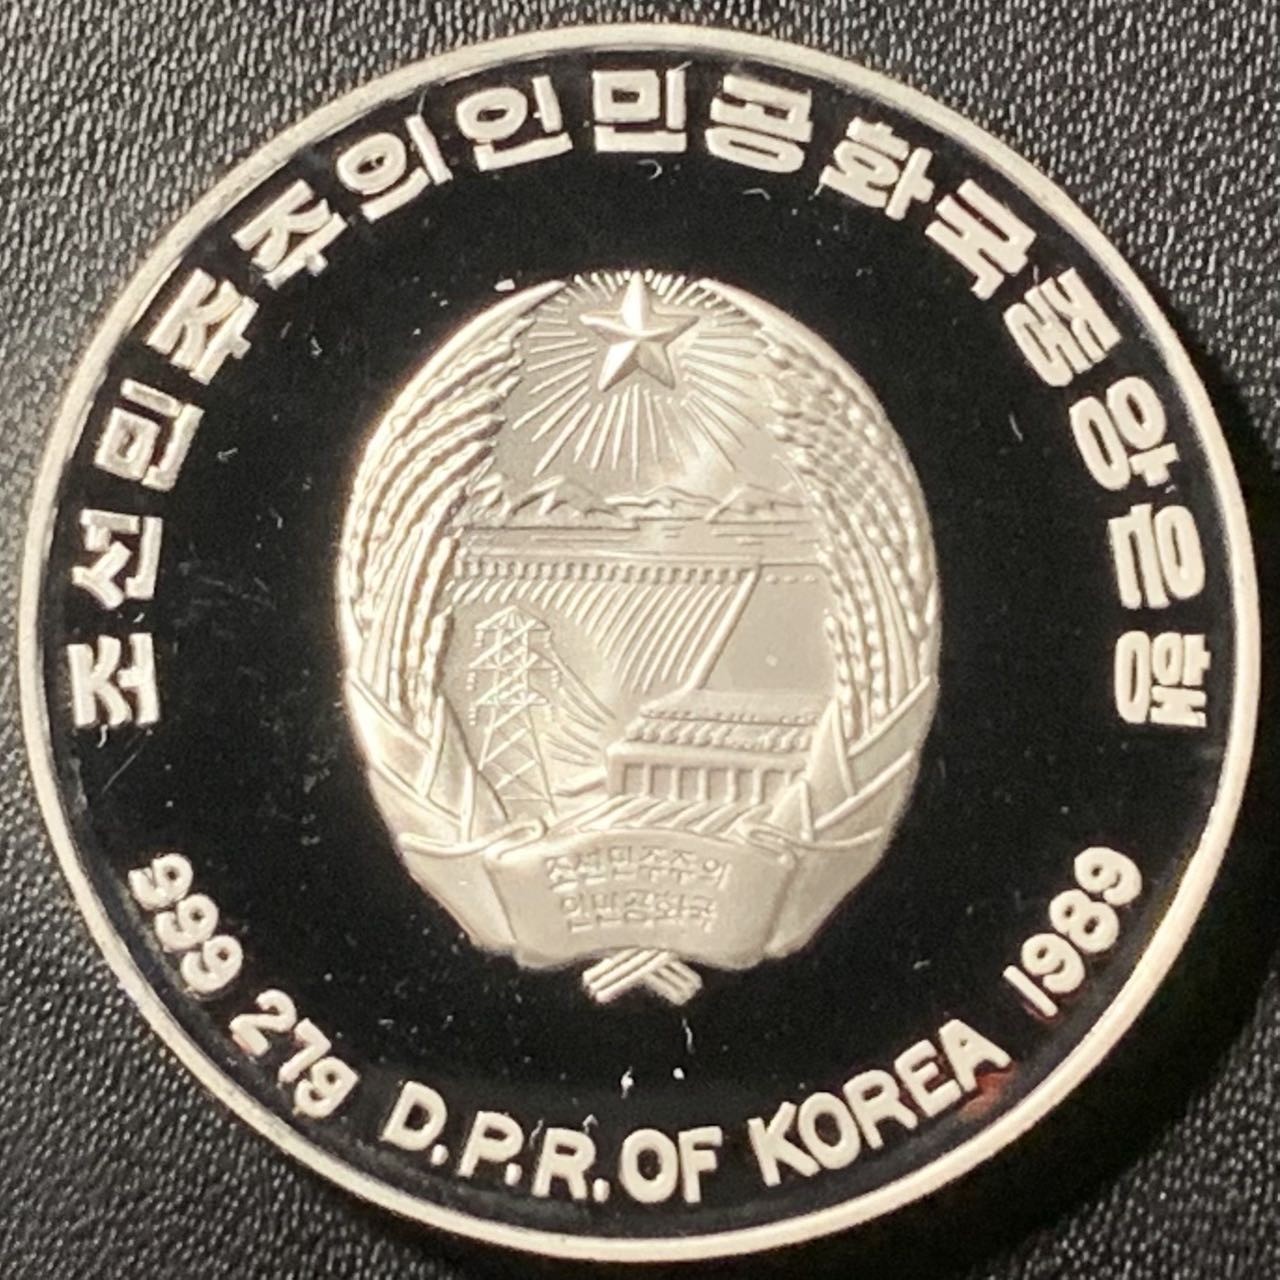 조선민주주의인민공화국중앙은행
조선민주주의
인민공화국
999 27g D.P.R. OF KOREA 1989